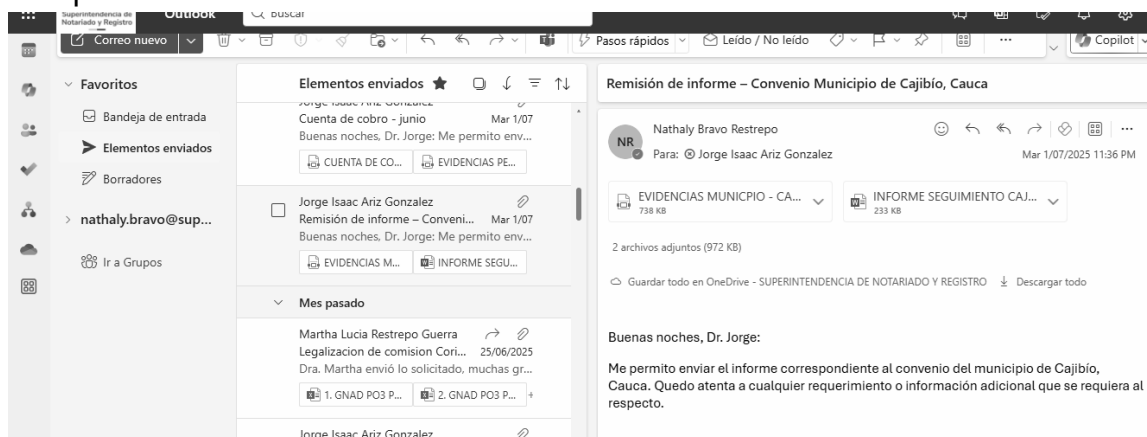 Superintendencia de
Notariado y Registro
Outlook
Buscar
Correo nuevo
Pasos rápidos
Leído / No leído
Copilot
Favoritos
Bandeja de entrada
Elementos enviados
Borradores
nathaly.bravo@sup...
Ir a Grupos
Elementos enviados
Jorge Isaac Ariz Gonzalez
Cuenta de cobro - junio Mar 1/07
Buenas noches, Dr. Jorge: Me permito env...
CUENTA DE CO... EVIDENCIAS PE...
Jorge Isaac Ariz Gonzalez
Remisión de informe – Conveni... Mar 1/07
Buenas noches, Dr. Jorge: Me permito env...
EVIDENCIAS M... INFORME SEGU...
Mes pasado
Martha Lucia Restrepo Guerra
Legalizacion de comision Cori... 25/06/2025
Dra. Martha envió lo solicitado, muchas gr...
1. GNAD PO3 P... 2. GNAD PO3 P... +
Jorge Isaac Ariz Gonzalez
Remisión de informe – Convenio Municipio de Cajibío, Cauca
NR
Nathaly Bravo Restrepo
Para: Jorge Isaac Ariz Gonzalez
Mar 1/07/2025 11:36 PM
EVIDENCIAS MUNICPIO - CA...
738 KB
INFORME SEGUIMIENTO CAJ...
233 KB
2 archivos adjuntos (972 KB)
Guardar todo en OneDrive - SUPERINTENDENCIA DE NOTARIADO Y REGISTRO Descargar todo
Buenas noches, Dr. Jorge:
Me permito enviar el informe correspondiente al convenio del municipio de Cajibío,
Cauca. Quedo atenta a cualquier requerimiento o información adicional que se requiera al
respecto.